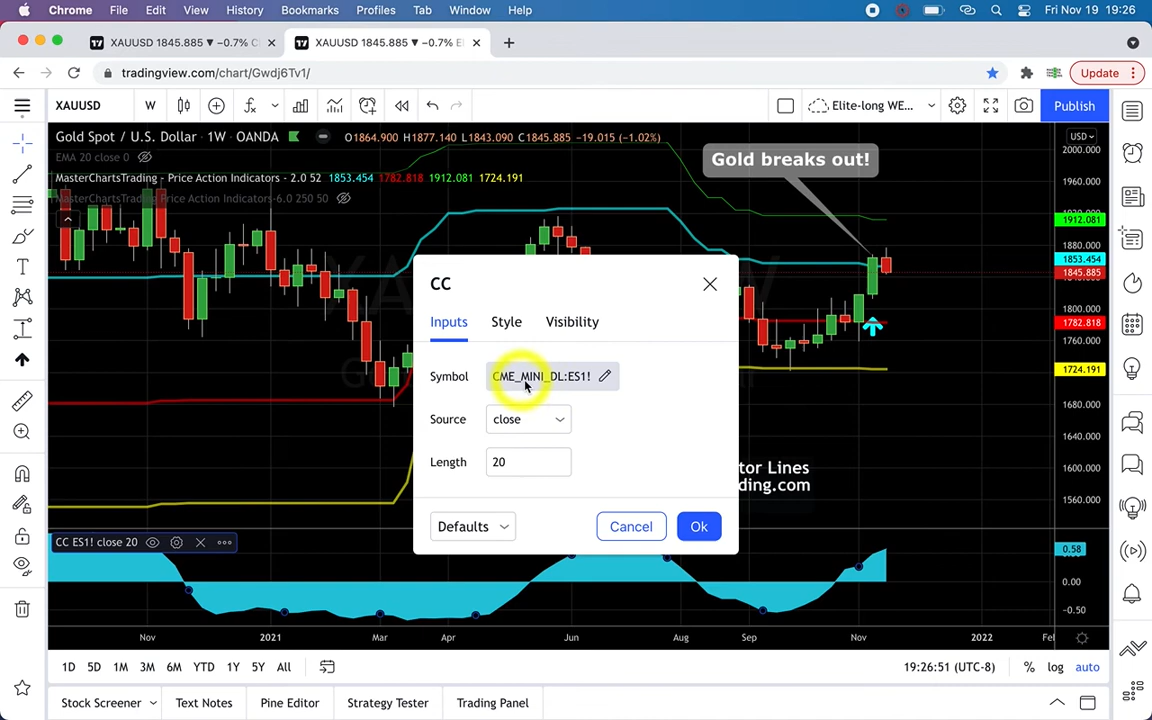 Chrome File Edit View History Bookmarks Profiles Tab Window Help Fri Nov 19 19:26
XAUUSD 1845.885 ▼ −0.7% XAUUSD 1845.885 ▼ −0.7%
tradingview.com/chart/Gwdj6Tv1/ Update
XAUUSD W Elite-long WE... Publish
Gold Spot / U.S. Dollar · 1W · OANDA O1864.900 H1877.140 L1843.090 C1845.885 −19.015 (−1.02%) USD
EMA 20 close 0
MasterChartsTrading - Price Action Indicators - 2.0 52 1853.454 1782.818 1912.081 1724.191
MasterChartsTrading Price Action Indicators-6.0 250 50
Gold breaks out!
2000.000
1960.000
1912.081
1880.000
1853.454
1845.885
1800.000
1782.818
1760.000
1724.191
1680.000
1640.000
1600.000
1560.000
CC
Inputs Style Visibility
Symbol CME_MINI_DL:ES1!
Source close
Length 20
Defaults Cancel Ok
tor Lines
ding.com
CC ES1! close 20
0.58
0.00
-0.50
Nov 2021 Mar Apr Jun Aug Sep Nov 2022
1D 5D 1M 3M 6M YTD 1Y 5Y All 19:26:51 (UTC-8) % log auto
Stock Screener Text Notes Pine Editor Strategy Tester Trading Panel